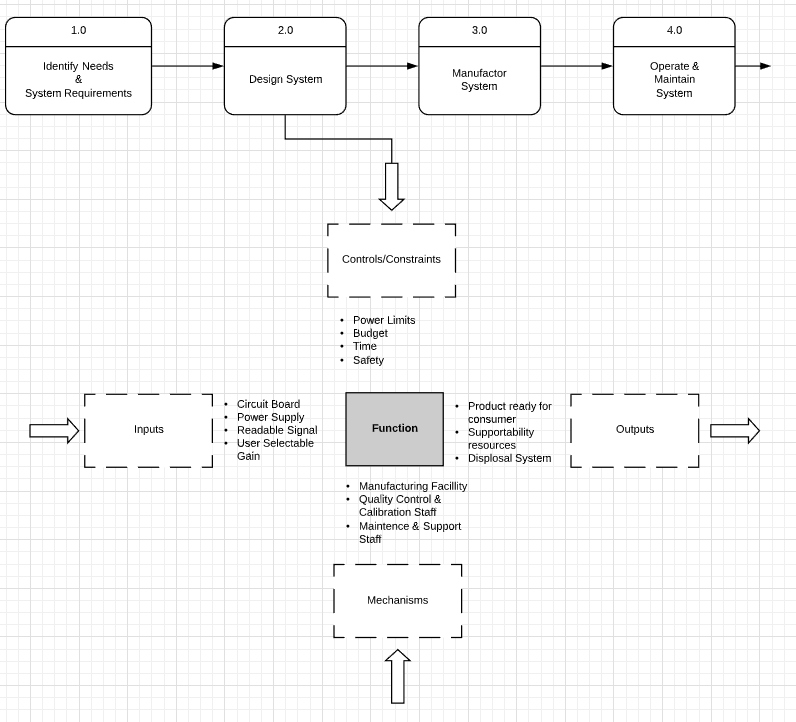 1.0
Identify Needs
&
System Requirements
2.0
Design System
3.0
Manufactor
System
4.0
Operate &
Maintain
System
Controls/Constraints
• Power Limits
• Budget
• Time
• Safety
Inputs
• Circuit Board
• Power Supply
• Readable Signal
• User Selectable
Gain
Function
• Product ready for
consumer
• Supportability
resources
• Displosal System
Outputs
• Manufacturing Facillity
• Quality Control &
Calibration Staff
• Maintence & Support
Staff
Mechanisms